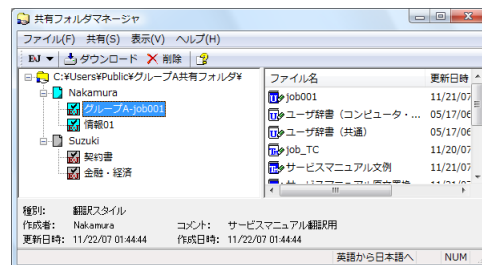 共有フォルダマネージャ
ファイル(F) 共有(S) 表示(V) ヘルプ(H)
EJ ダウンロード 削除
C:¥Users¥Public¥グループA共有フォルダ¥
Nakamura
グループA-job001
情報01
Suzuki
契約書
金融・経済
ファイル名 更新日時
job001 11/21/07
ユーザ辞書（コンピュータ・... 05/17/06
ユーザ辞書（共通） 05/17/06
job_TC 11/20/07
サービスマニュアル文例 11/21/07
種別: 翻訳スタイル
作成者: Nakamura コメント: サービスマニュアル翻訳用
更新日時: 11/22/07 01:44:44 作成日時: 11/22/07 01:44:44
英語から日本語へ NUM